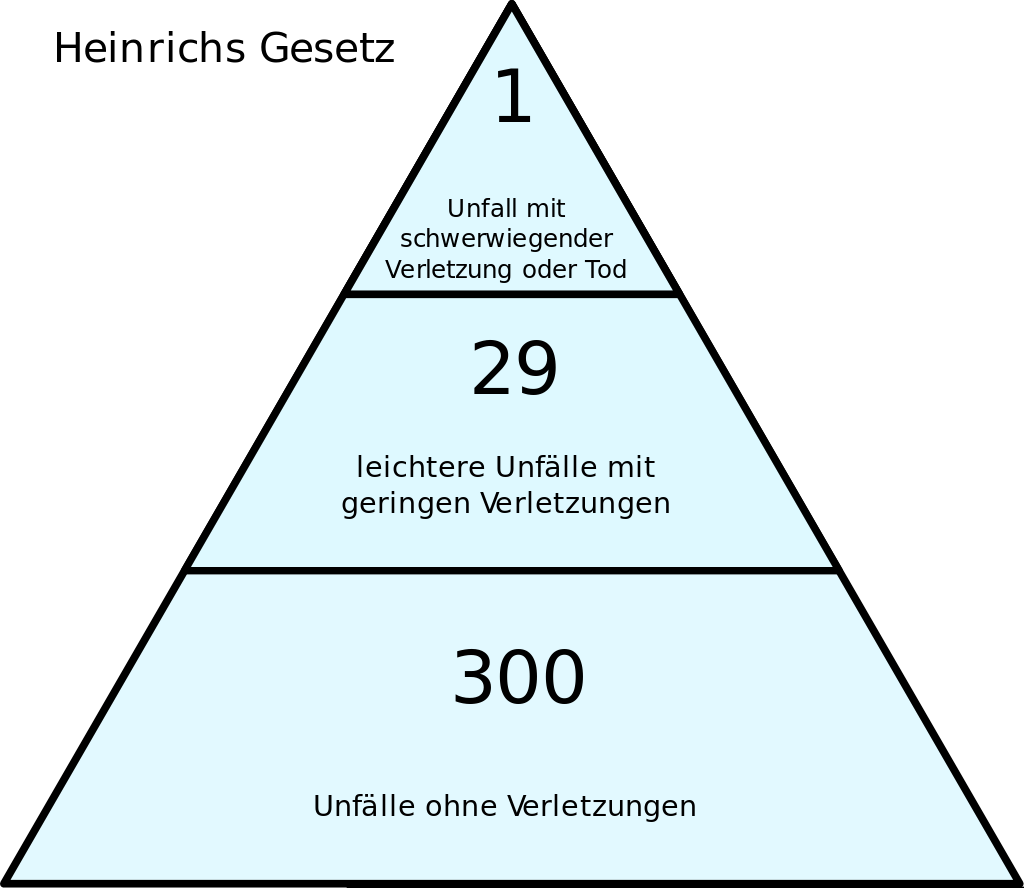 Heinrichs Gesetz
1
Unfall mit
schwerwiegender
Verletzung oder Tod
29
leichtere Unfälle mit
geringen Verletzungen
300
Unfälle ohne Verletzungen